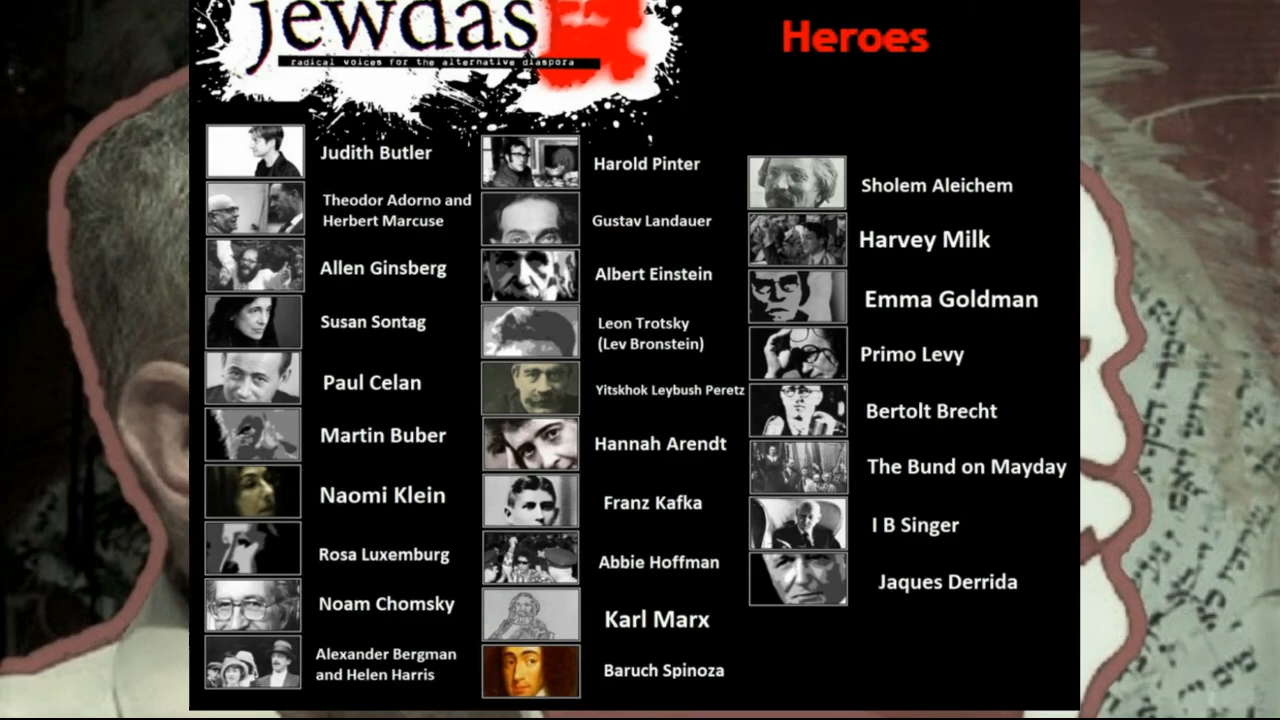 jewdas
radical voices for the alternative diaspora
Heroes
Judith Butler
Theodor Adorno and
Herbert Marcuse
Allen Ginsberg
Susan Sontag
Paul Celan
Martin Buber
Naomi Klein
Rosa Luxemburg
Noam Chomsky
Alexander Bergman
and Helen Harris
Harold Pinter
Gustav Landauer
Albert Einstein
Leon Trotsky
(Lev Bronstein)
Yitskhok Leybush Peretz
Hannah Arendt
Franz Kafka
Abbie Hoffman
Karl Marx
Baruch Spinoza
Sholem Aleichem
Harvey Milk
Emma Goldman
Primo Levy
Bertolt Brecht
The Bund on Mayday
I B Singer
Jaques Derrida